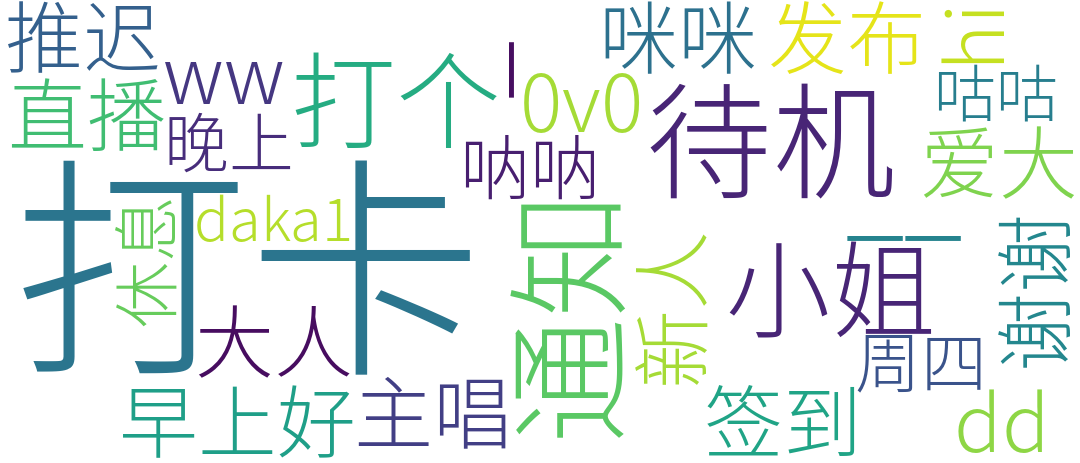 推迟
咪咪
发布
in
直播
ww
打个
l
0v0
待机
咕咕
晚上
呐呐
爱大
打卡
休息
daka1
通知
新人
小姐
一一
谢谢
大人
周四
早上好
主唱
签到
dd